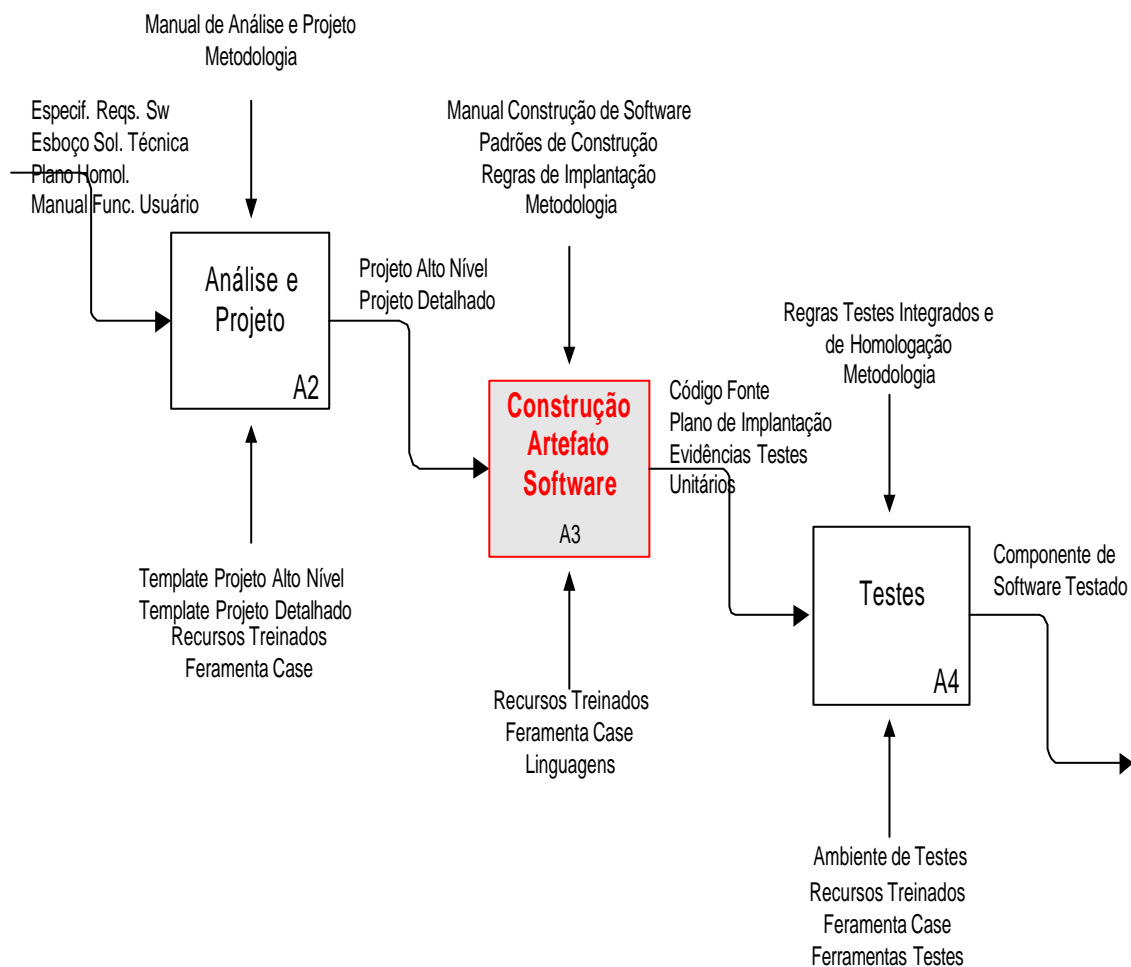 Manual de Análise e Projeto
Metodologia
Especif. Reqs. Sw
Esboço Sol. Técnica
Plano Homol.
Manual Func. Usuário
Manual Construção de Software
Padrões de Construção
Regras de Implantação
Metodologia
Análise e
Projeto
A2
Projeto Alto Nível
Projeto Detalhado
Regras Testes Integrados e
de Homologação
Metodologia
Construção
Artefato
Software
A3
Código Fonte
Plano de Implantação
Evidências Testes
Unitários
Template Projeto Alto Nível
Template Projeto Detalhado
Recursos Treinados
Feramenta Case
Testes
A4
Componente de
Software Testado
Recursos Treinados
Feramenta Case
Linguagens
Ambiente de Testes
Recursos Treinados
Feramenta Case
Ferramentas Testes